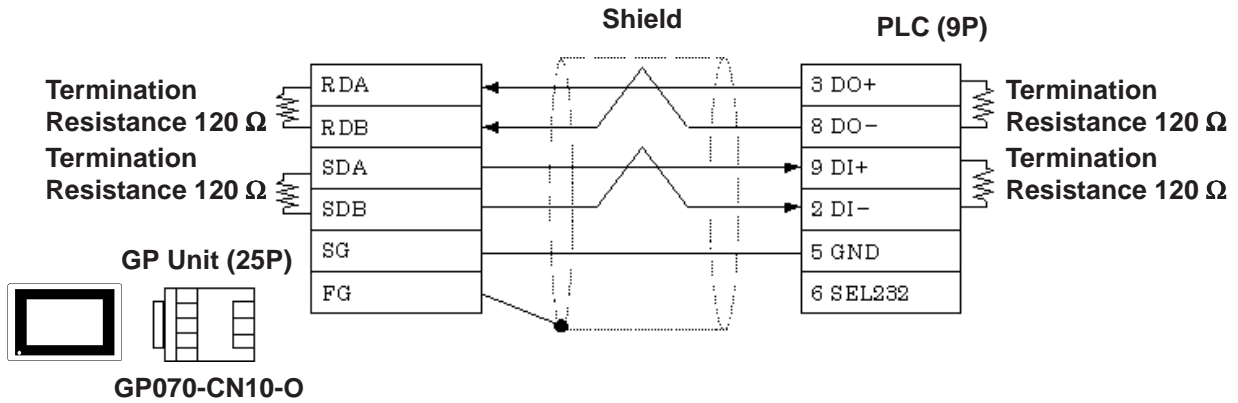 Shield
PLC (9P)
Termination
Resistance 120 Ω
Termination
Resistance 120 Ω
RDA
RDB
SDA
SDB
SG
FG
3 DO+
8 DO−
9 DI+
2 DI−
5 GND
6 SEL232
Termination
Resistance 120 Ω
Termination
Resistance 120 Ω
GP Unit (25P)
GP070-CN10-O